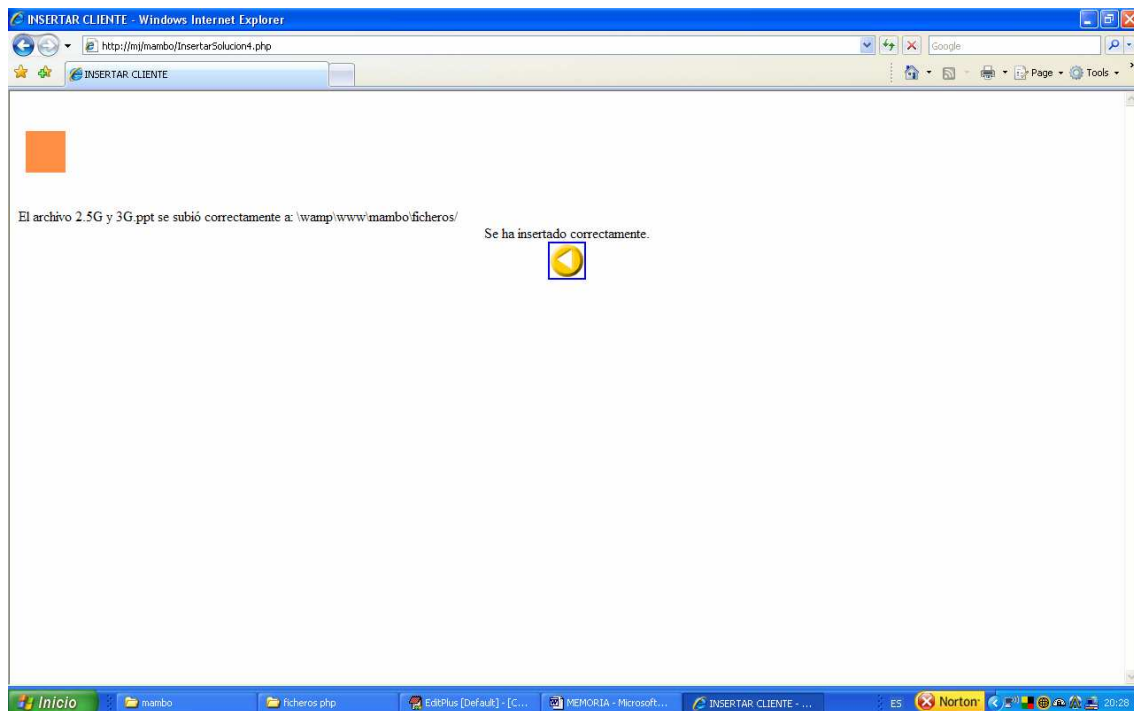 INSERTAR CLIENTE - Windows Internet Explorer
http://mj/mambo/InsertarSolucion4.php
Google
INSERTAR CLIENTE
Page
Tools
El archivo 2.5G y 3G.ppt se subió correctamente a: \wamp\www\mambo\ficheros/
Se ha insertado correctamente.
Inicio
mambo
ficheros php
EditPlus [Default] - [C...
MEMORIA - Microsoft...
INSERTAR CLIENTE - ...
ES
Norton
20:28